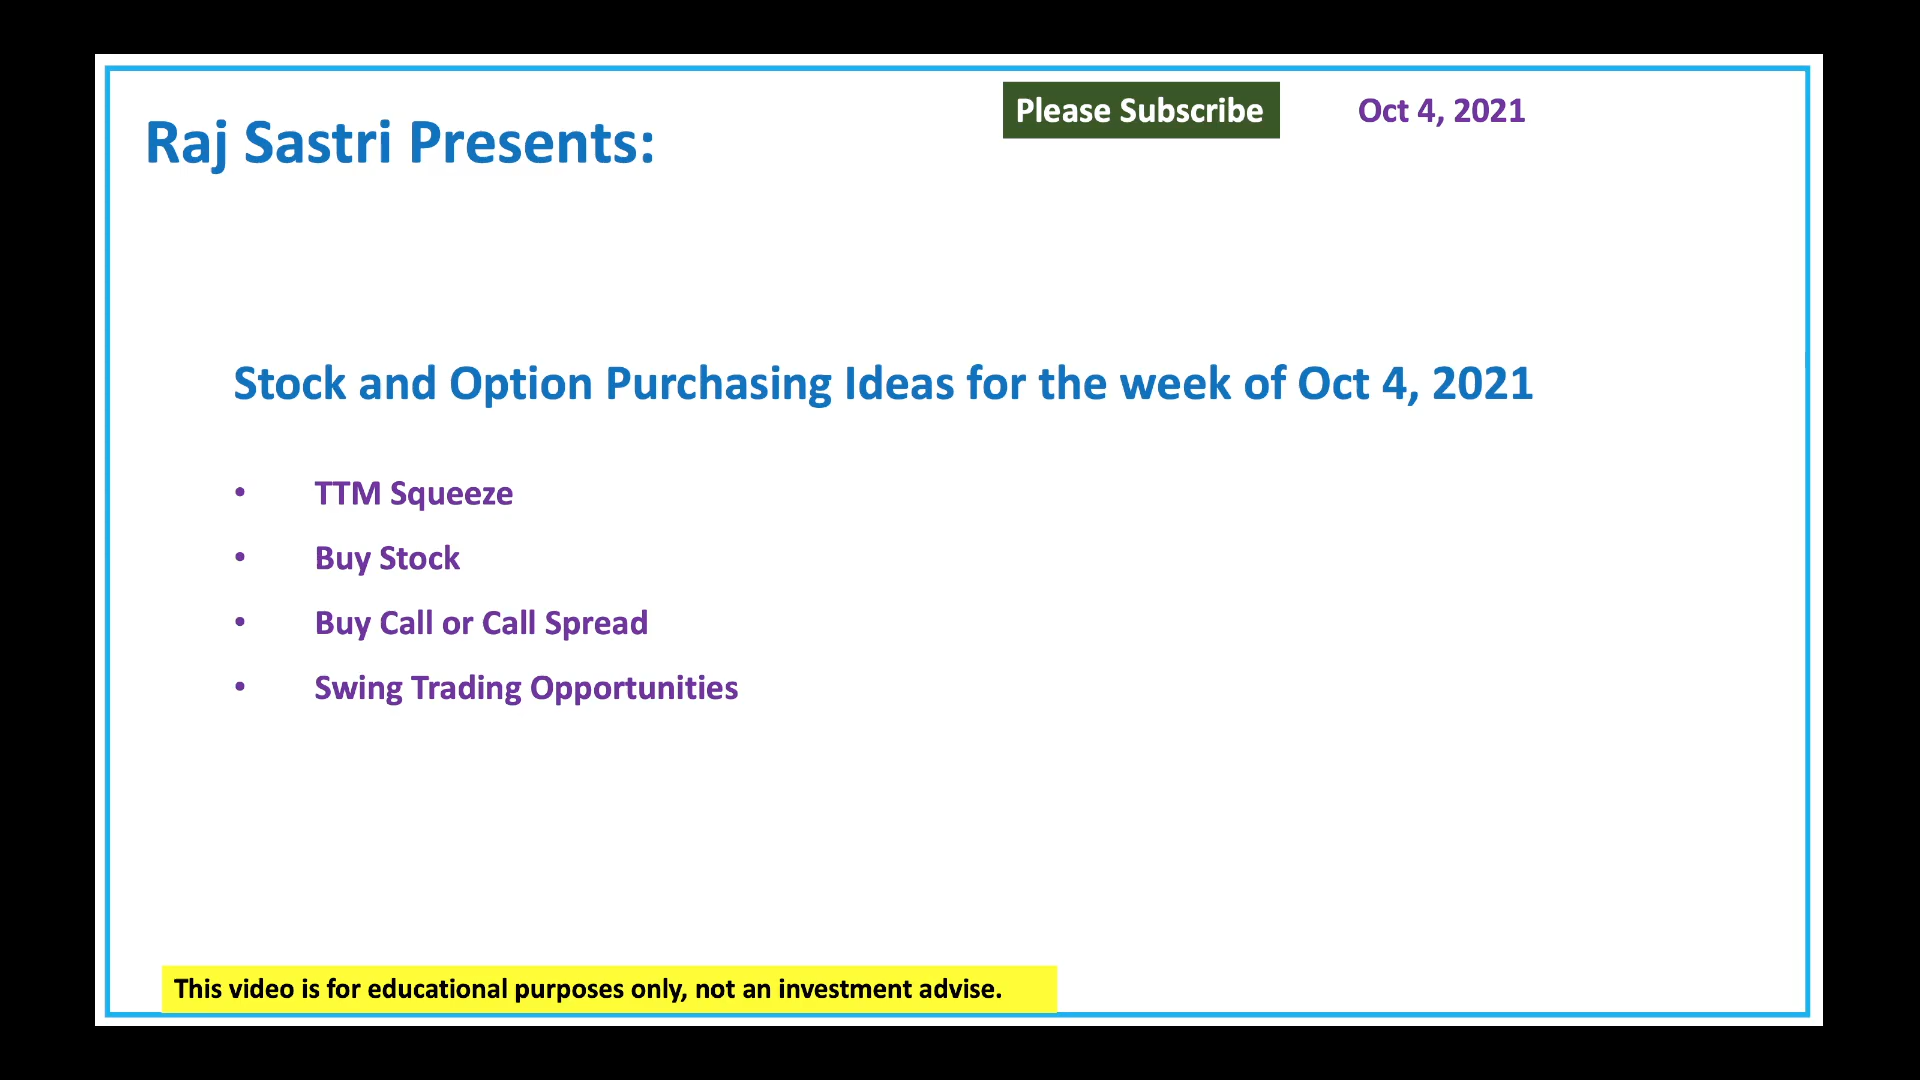 Please Subscribe
Oct 4, 2021
Raj Sastri Presents:
Stock and Option Purchasing Ideas for the week of Oct 4, 2021
• TTM Squeeze
• Buy Stock
• Buy Call or Call Spread
• Swing Trading Opportunities
This video is for educational purposes only, not an investment advise.